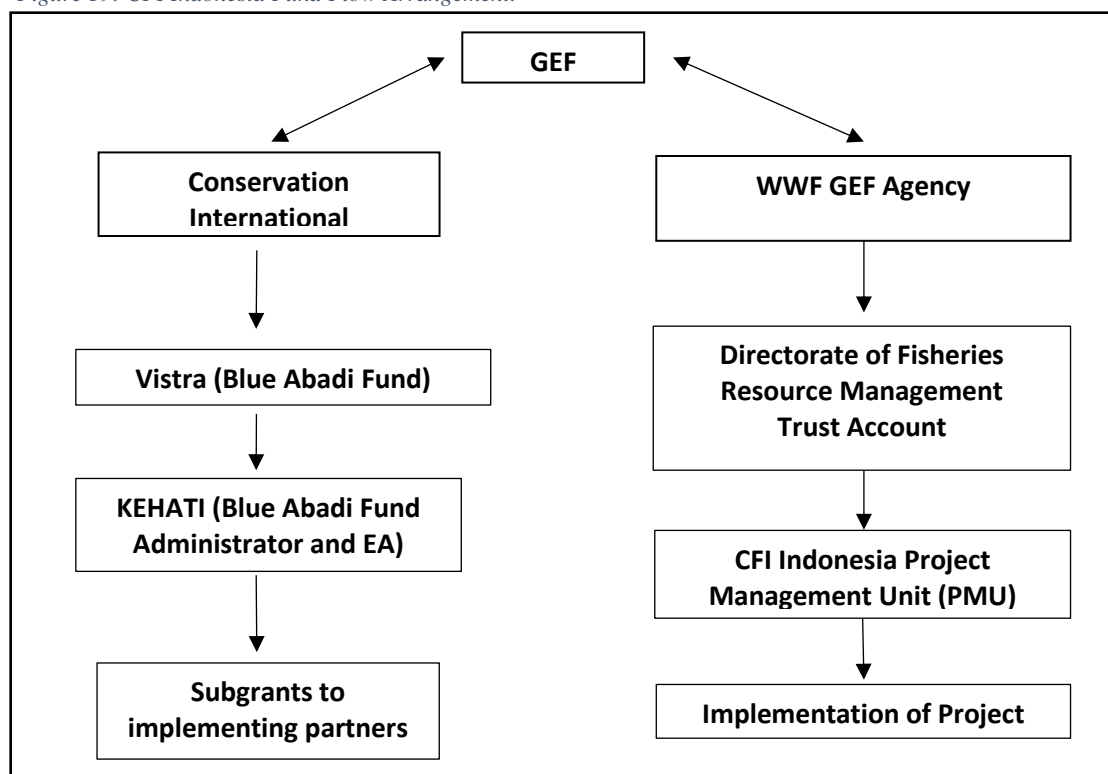 GEF
Conservation
International
WWF GEF Agency
Vistra (Blue Abadi Fund)
Directorate of Fisheries
Resource Management
Trust Account
KEHATI (Blue Abadi Fund
Administrator and EA)
CFI Indonesia Project
Management Unit (PMU)
Subgrants to
implementing partners
Implementation of Project